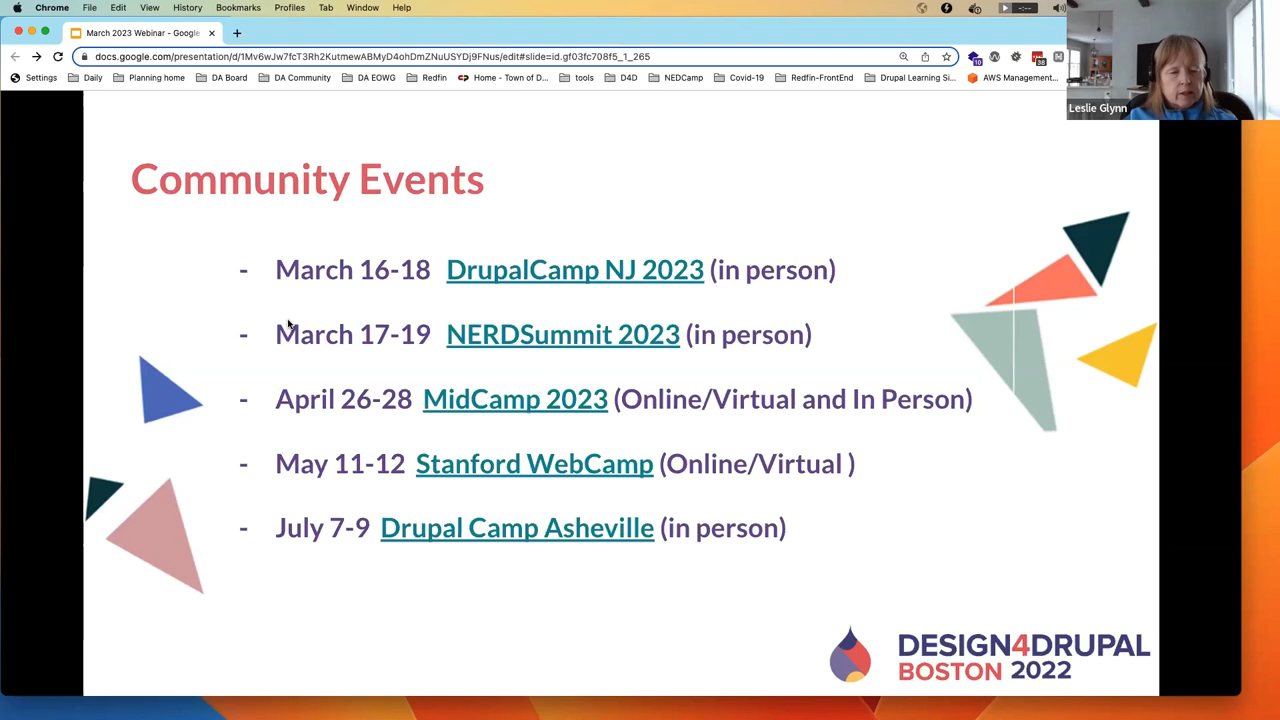 Chrome File Edit View History Bookmarks Profiles Tab Window Help
--:--
March 2023 Webinar - Google
docs.google.com/presentation/d/1Mv6wJw7fcT3Rh2KutmewABMyD4ohDmZNuUSYDj9FNus/edit#slide=id.gf03fc708f5_1_265
Settings Daily Planning home DA Board DA Community DA EOWG Redfin Home - Town of D... tools D4D NEDCamp Covid-19 Redfin-FrontEnd Drupal Learning Si... AWS Management...
Leslie Glynn
Community Events
- March 16-18 DrupalCamp NJ 2023 (in person)
- March 17-19 NERDSummit 2023 (in person)
- April 26-28 MidCamp 2023 (Online/Virtual and In Person)
- May 11-12 Stanford WebCamp (Online/Virtual )
- July 7-9 Drupal Camp Asheville (in person)
DESIGN4DRUPAL
BOSTON 2022